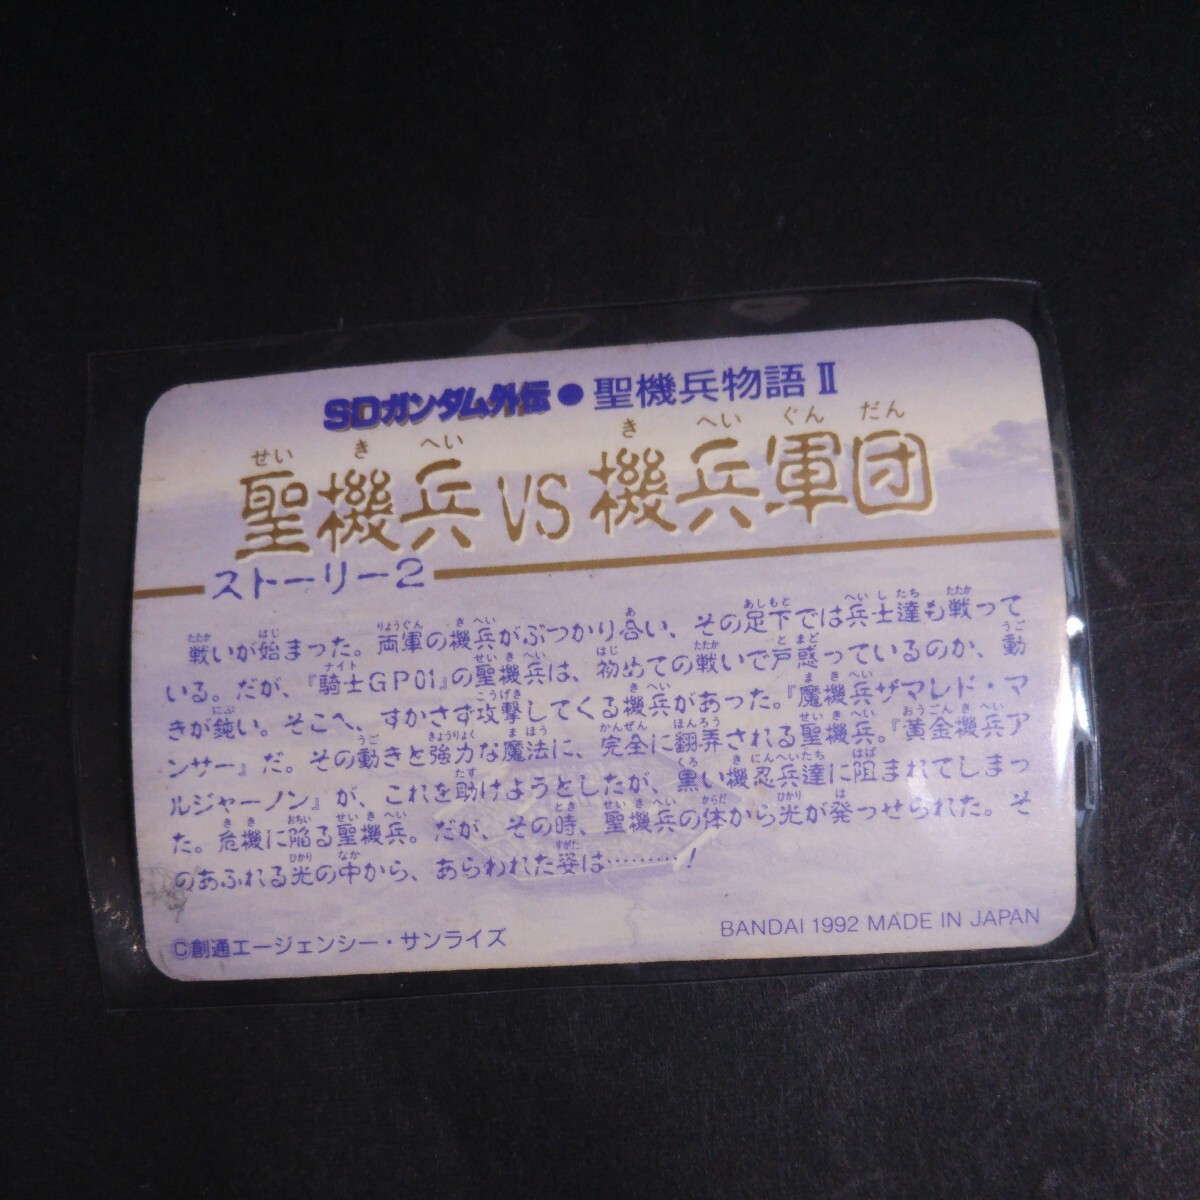 SDガンダム外伝●聖機兵物語Ⅱ
せい き へい き へい ぐん だん
聖機兵VS機兵軍団
ストーリー2
戦いが始まった。両軍の機兵がぶつかり合い、その足下では兵士達も戦って
いる。だが、『騎士GP01』の聖機兵は、初めての戦いで戸惑っているのか、動
きが鈍い。そこへ、すかさず攻撃してくる機兵があった。『魔機兵ザマレド・マ
ンサー』だ。その動きと強力な魔法に、完全に翻弄される聖機兵。『黄金機兵ア
ルジャーノン』が、これを助けようとしたが、黒い機忍兵達に阻まれてしまっ
た。危機に陥る聖機兵。だが、その時、聖機兵の体から光が発っせられた。そ
のあふれる光の中から、あらわれた姿は………!
©創通エージェンシー・サンライズ
BANDAI 1992 MADE IN JAPAN